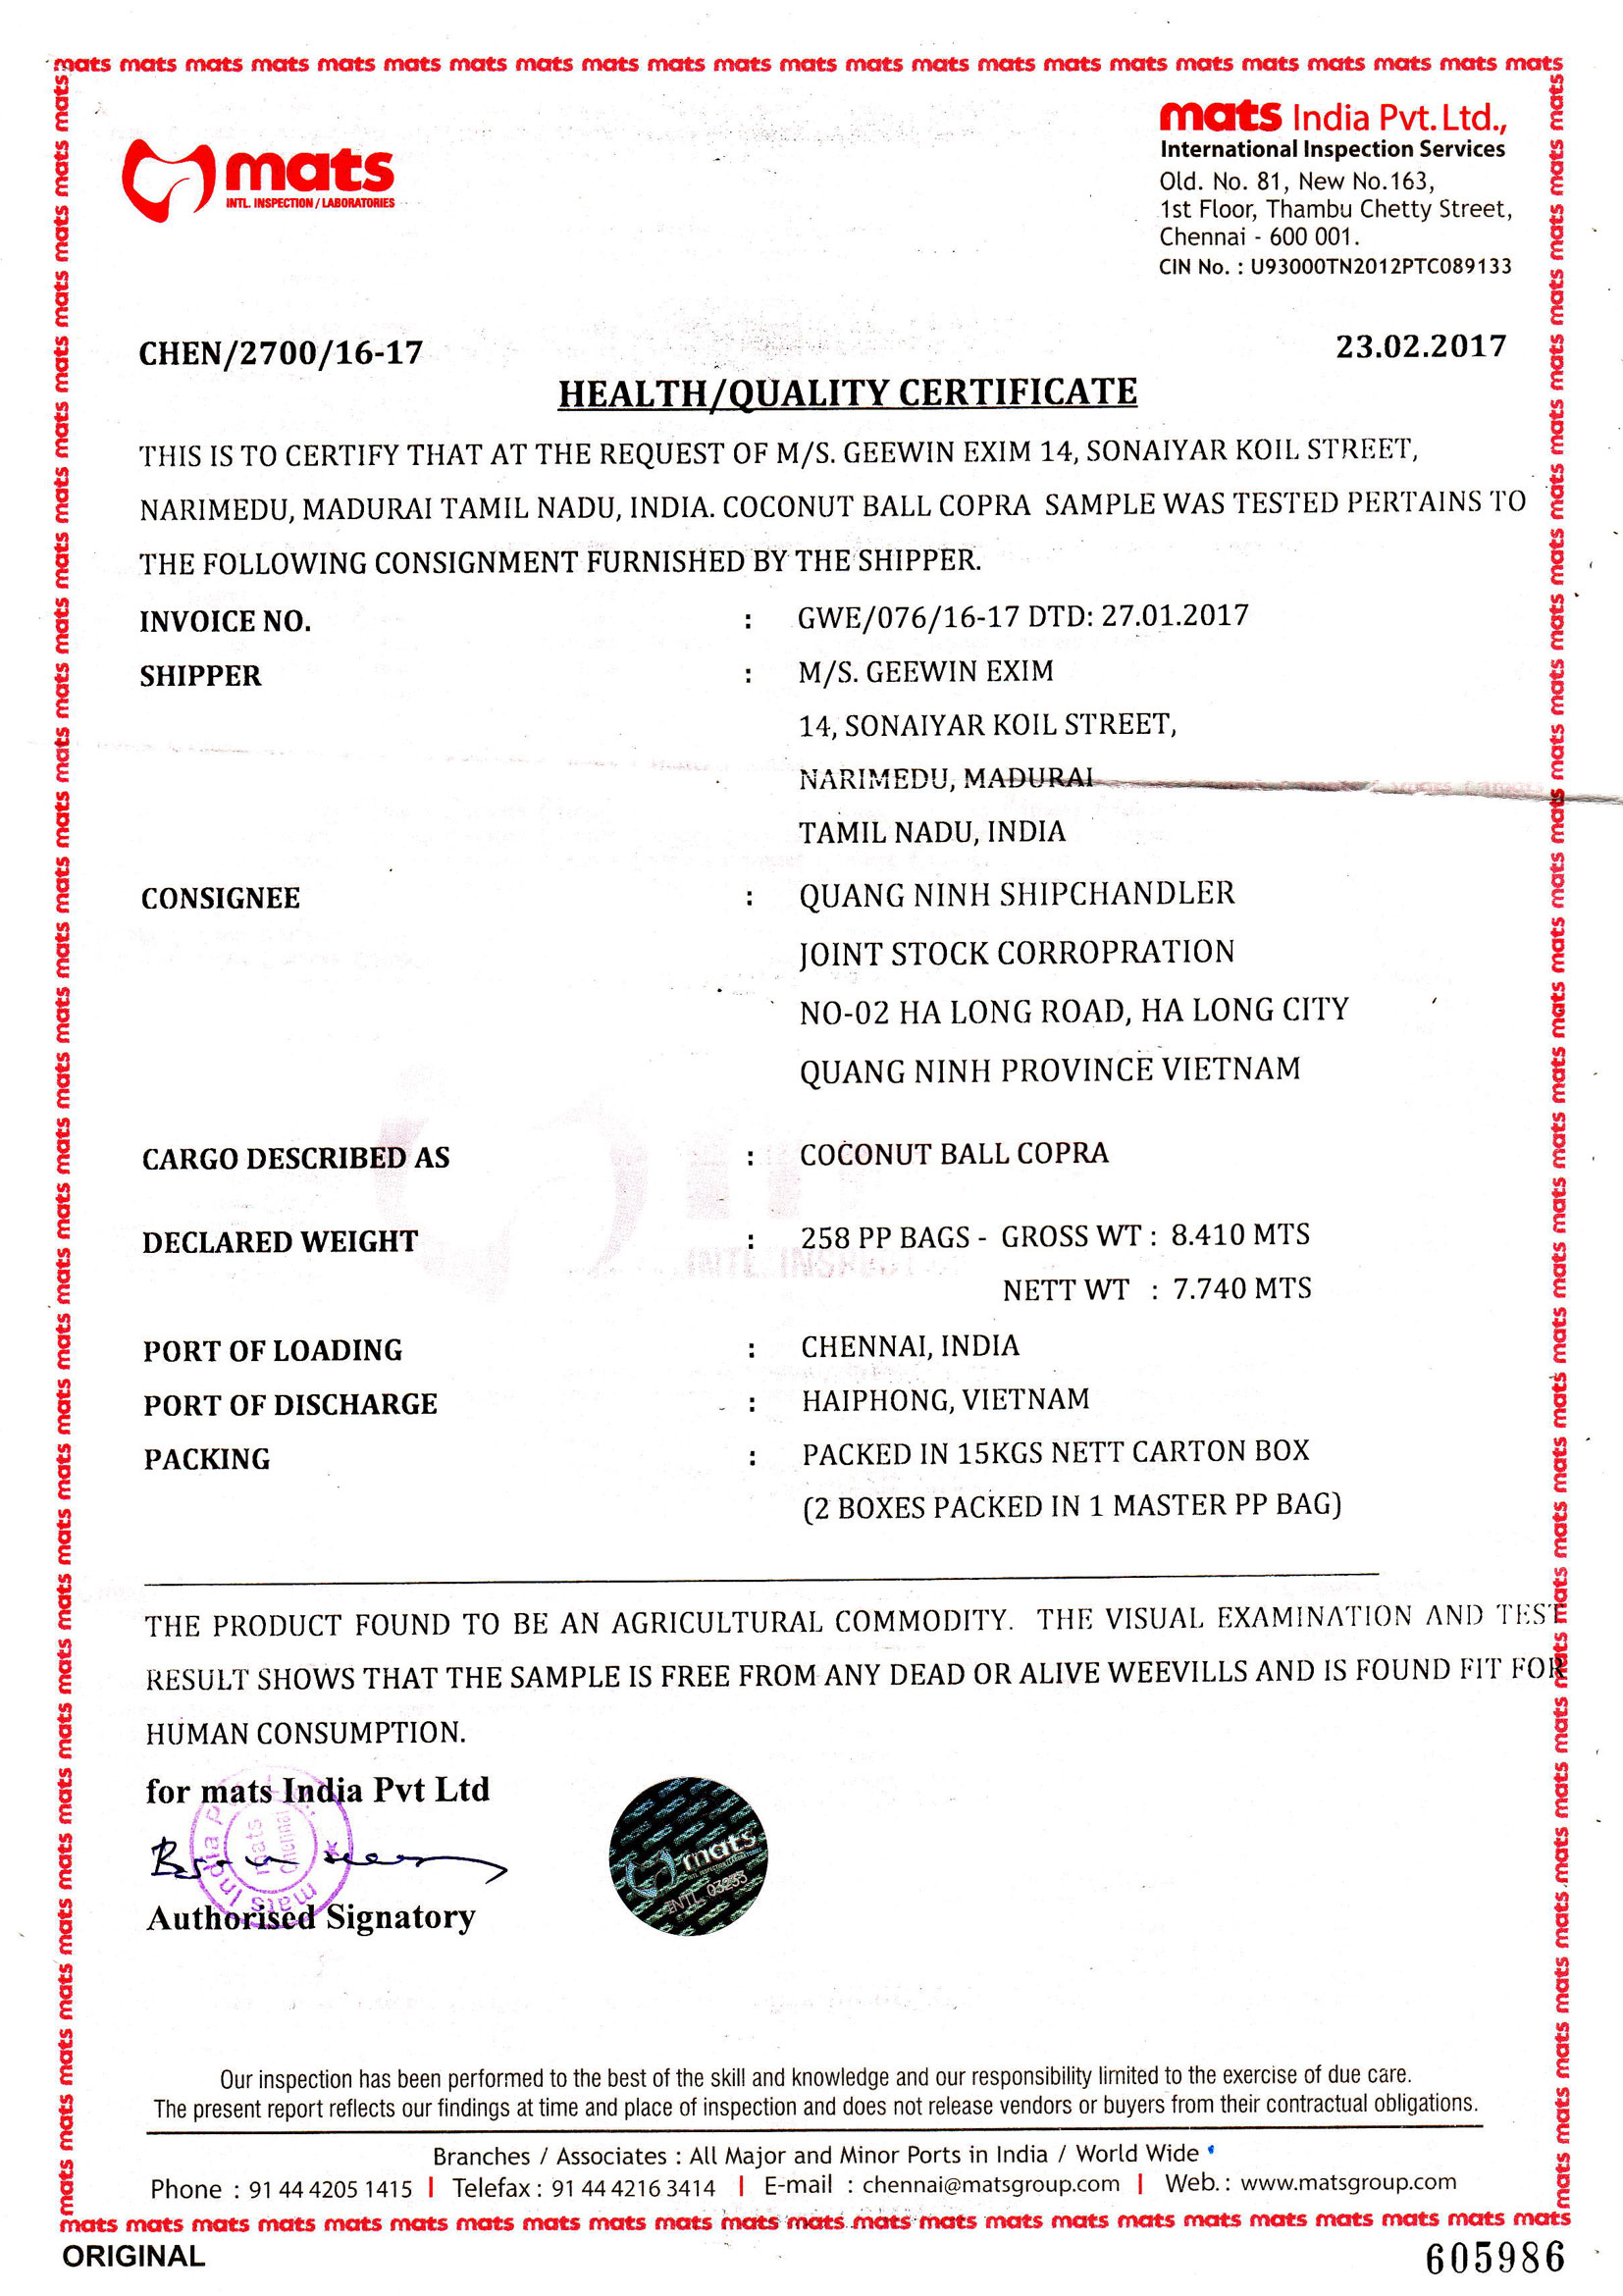 mats mats mats mats mats mats mats mats mats mats mats mats mats mats mats mats mats mats mats mats mats mats mats
mats
INTL. INSPECTION / LABORATORIES
mats India Pvt. Ltd.,
International Inspection Services
Old. No. 81, New No.163,
1st Floor, Thambu Chetty Street,
Chennai - 600 001.
CIN No. : U93000TN2012PTC089133
CHEN/2700/16-17 23.02.2017
HEALTH/QUALITY CERTIFICATE
THIS IS TO CERTIFY THAT AT THE REQUEST OF M/S. GEEWIN EXIM 14, SONAIYAR KOIL STREET,
NARIMEDU, MADURAI TAMIL NADU, INDIA. COCONUT BALL COPRA SAMPLE WAS TESTED PERTAINS TO
THE FOLLOWING CONSIGNMENT FURNISHED BY THE SHIPPER.
INVOICE NO. : GWE/076/16-17 DTD: 27.01.2017
SHIPPER : M/S. GEEWIN EXIM
14, SONAIYAR KOIL STREET,
NARIMEDU, MADURAI
TAMIL NADU, INDIA
CONSIGNEE : QUANG NINH SHIPCHANDLER
JOINT STOCK CORROPRATION
NO-02 HA LONG ROAD, HA LONG CITY
QUANG NINH PROVINCE VIETNAM
CARGO DESCRIBED AS : COCONUT BALL COPRA
DECLARED WEIGHT : 258 PP BAGS - GROSS WT : 8.410 MTS
NETT WT : 7.740 MTS
PORT OF LOADING : CHENNAI, INDIA
PORT OF DISCHARGE : HAIPHONG, VIETNAM
PACKING : PACKED IN 15KGS NETT CARTON BOX
(2 BOXES PACKED IN 1 MASTER PP BAG)
THE PRODUCT FOUND TO BE AN AGRICULTURAL COMMODITY. THE VISUAL EXAMINATION AND TEST
RESULT SHOWS THAT THE SAMPLE IS FREE FROM ANY DEAD OR ALIVE WEEVILLS AND IS FOUND FIT FOR
HUMAN CONSUMPTION.
for mats India Pvt Ltd
Authorised Signatory
mats
INTL 03233
Our inspection has been performed to the best of the skill and knowledge and our responsibility limited to the exercise of due care.
The present report reflects our findings at time and place of inspection and does not release vendors or buyers from their contractual obligations.
Branches / Associates : All Major and Minor Ports in India / World Wide
Phone : 91 44 4205 1415 | Telefax : 91 44 4216 3414 | E-mail : chennai@matsgroup.com | Web. : www.matsgroup.com
mats mats mats mats mats mats mats mats mats mats mats mats mats mats mats mats mats mats mats mats mats mats mats
ORIGINAL 605986